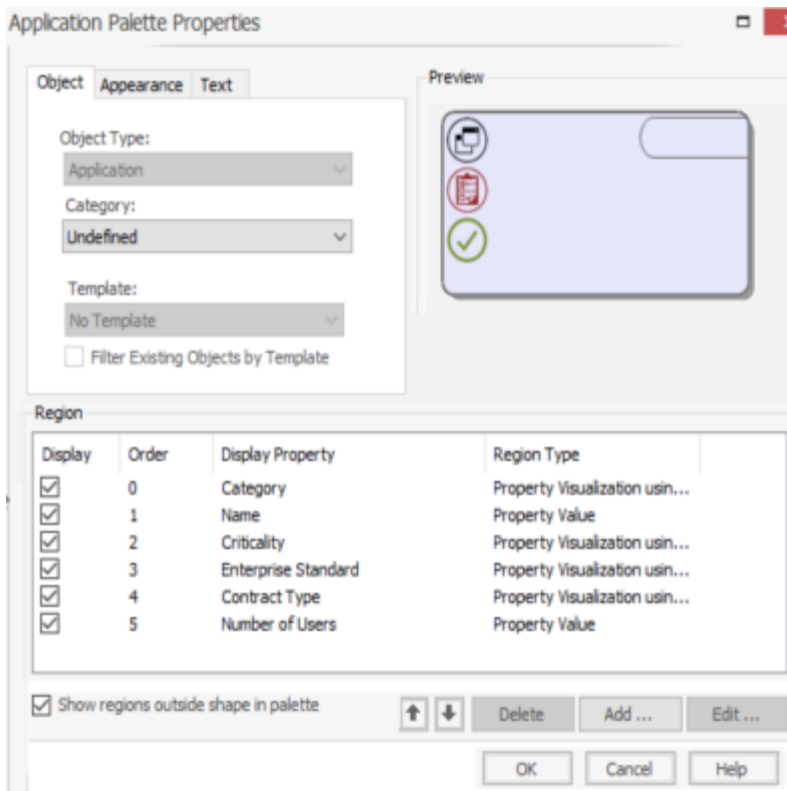 Application Palette Properties
Object Appearance Text
Preview
Object Type:
Application
Category:
Undefined
Template:
No Template
Filter Existing Objects by Template
Region
Display Order Display Property Region Type
0 Category Property Visualization usin...
1 Name Property Value
2 Criticality Property Visualization usin...
3 Enterprise Standard Property Visualization usin...
4 Contract Type Property Visualization usin...
5 Number of Users Property Value
Show regions outside shape in palette
Delete Add ... Edit ...
OK Cancel Help